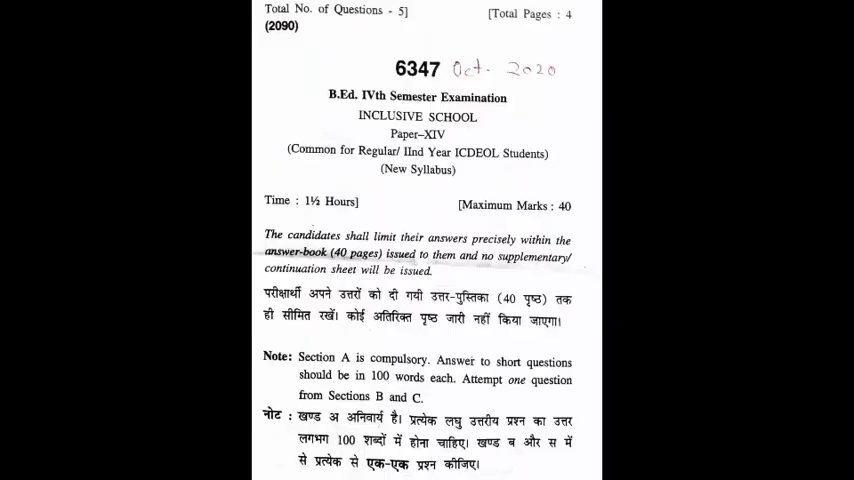 Total No. of Questions - 5] [Total Pages : 4
(2090)
6347 Oct. 2020
B.Ed. IVth Semester Examination
INCLUSIVE SCHOOL
Paper–XIV
(Common for Regular/ IInd Year ICDEOL Students)
(New Syllabus)
Time : 1½ Hours] [Maximum Marks : 40
The candidates shall limit their answers precisely within the
answer-book (40 pages) issued to them and no supplementary/
continuation sheet will be issued.
परीक्षार्थी अपने उत्तरों को दी गयी उत्तर-पुस्तिका (40 पृष्ठ) तक
ही सीमित रखें। कोई अतिरिक्त पृष्ठ जारी नहीं किया जाएगा।
Note: Section A is compulsory. Answer to short questions
should be in 100 words each. Attempt one question
from Sections B and C.
नोट : खण्ड अ अनिवार्य है। प्रत्येक लघु उत्तरीय प्रश्न का उत्तर
लगभग 100 शब्दों में होना चाहिए। खण्ड ब और स में
से प्रत्येक से एक-एक प्रश्न कीजिए।